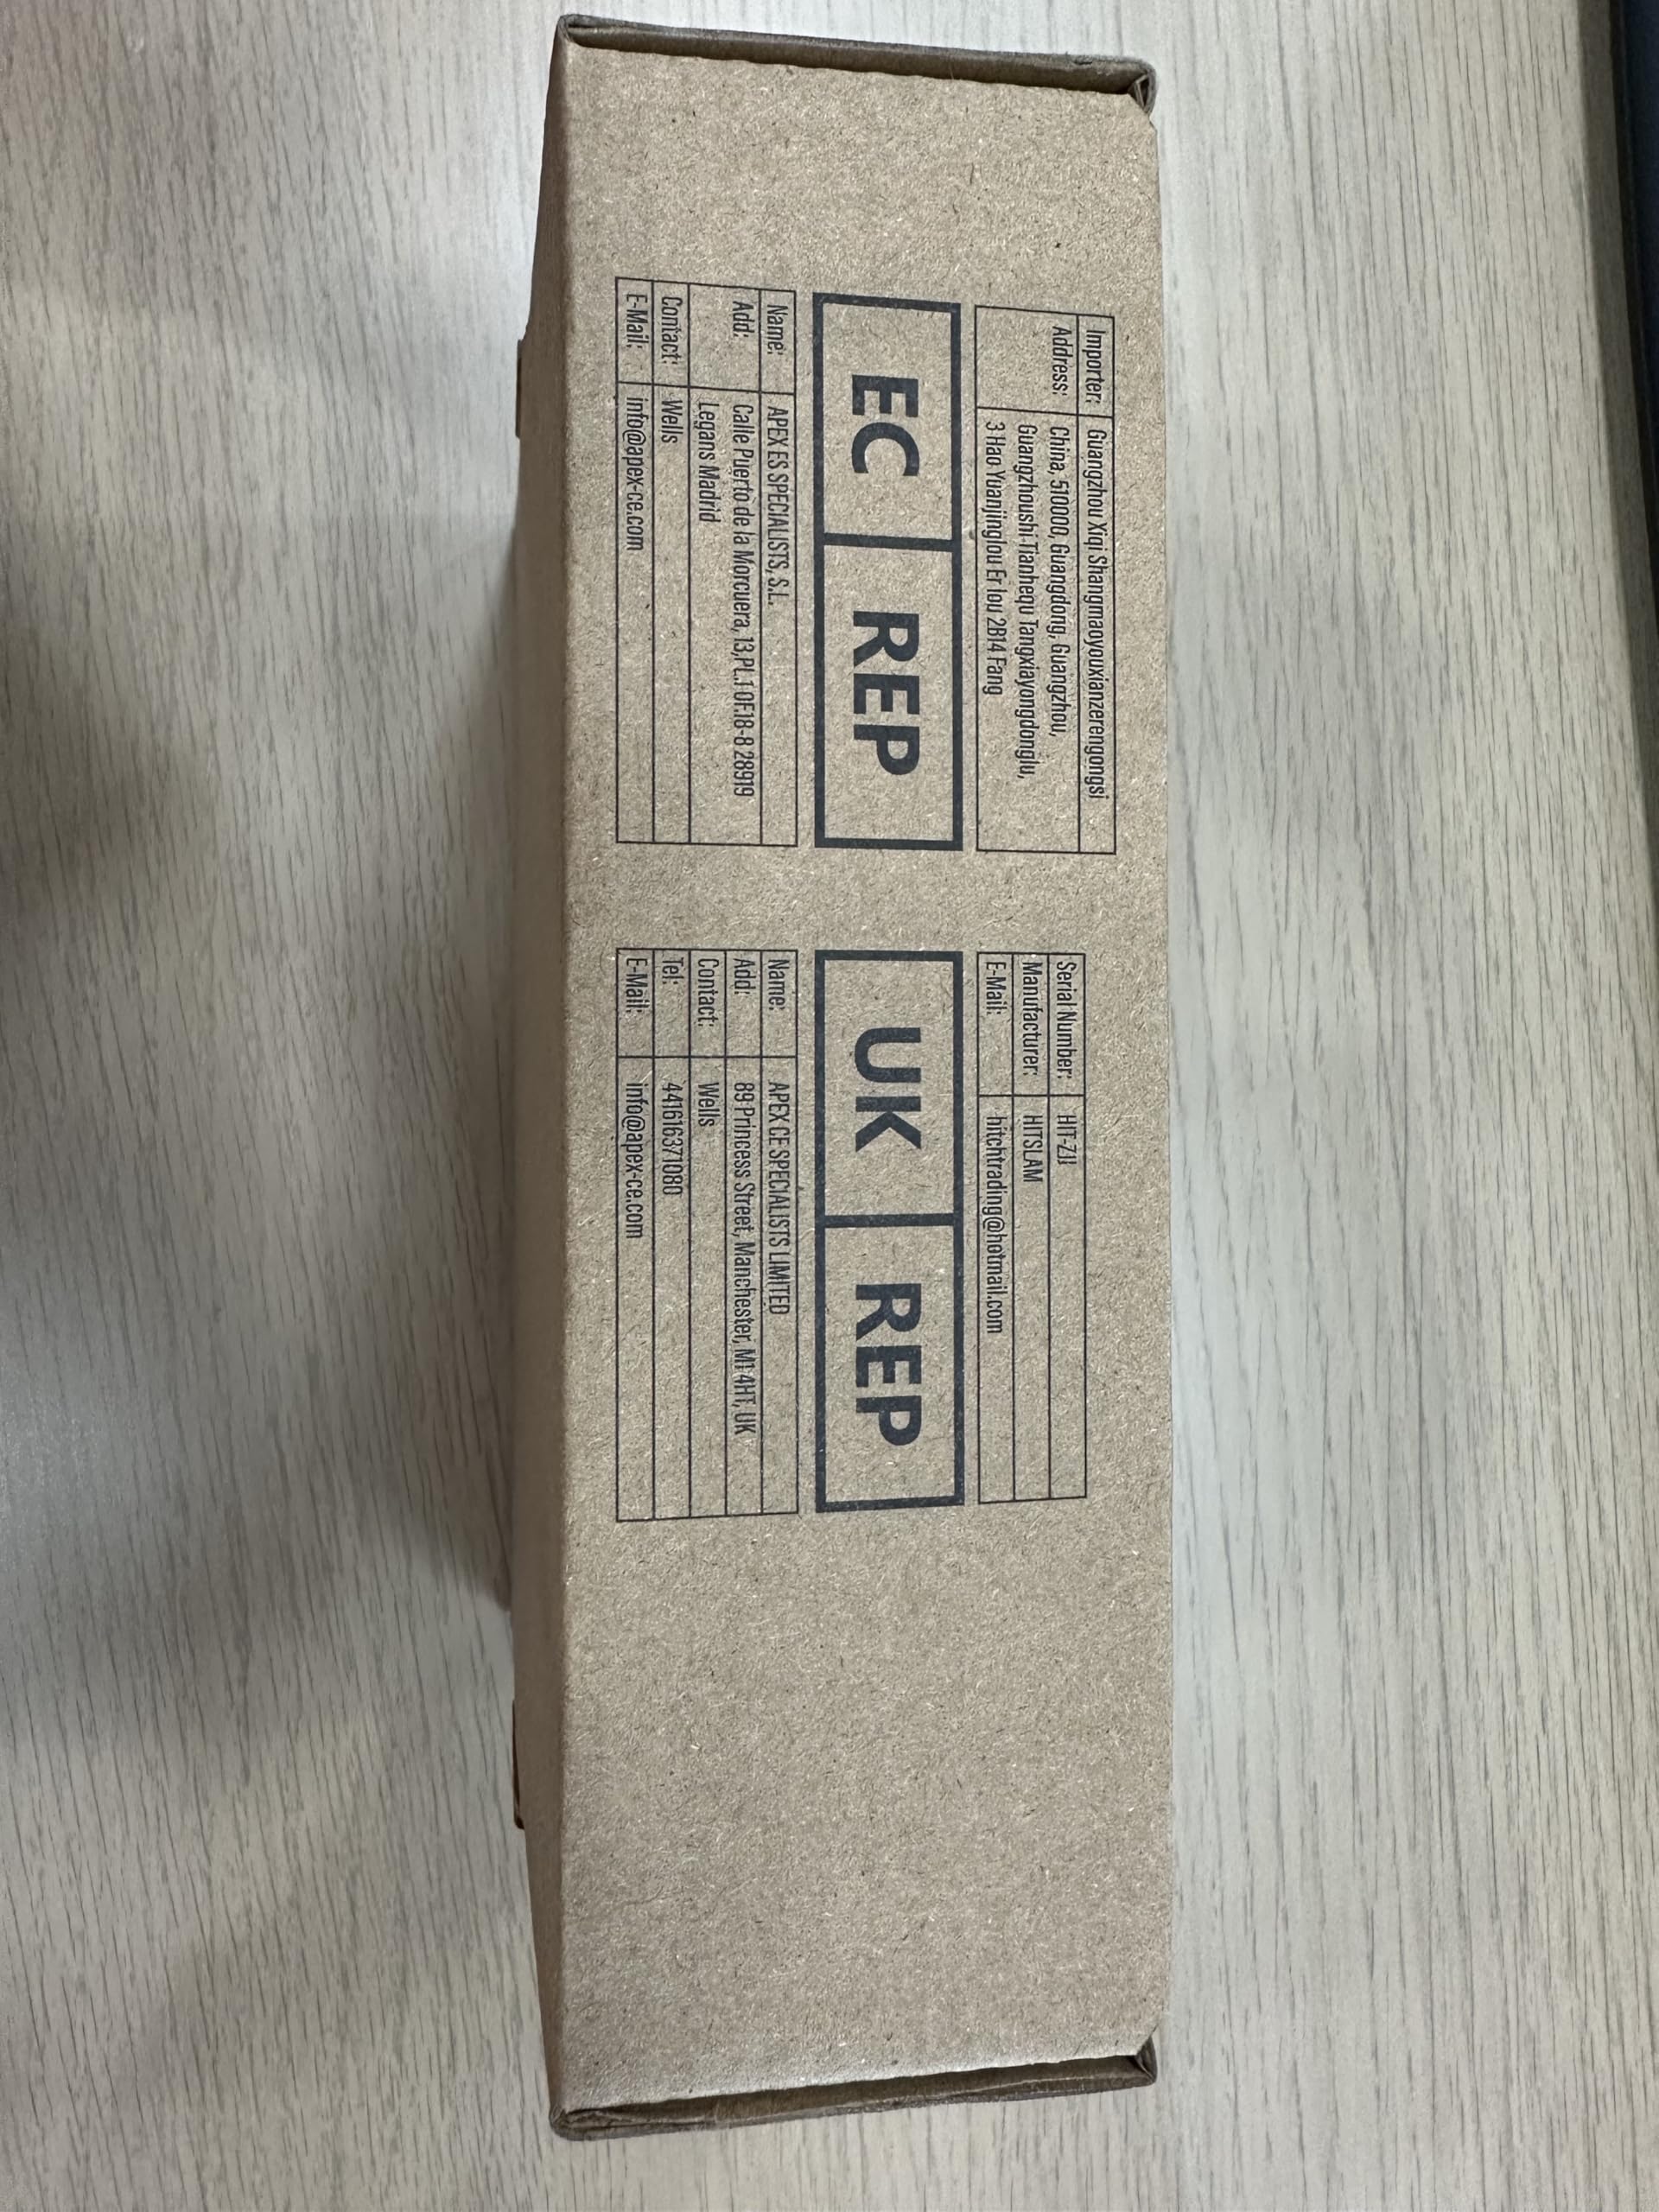 Importer: Guangzhou Xiqi Shangmaoyouxianzerengongsi
Address: China, 510000, Guangdong, Guangzhou,
Guangzhoushi-Tianhequ Tangxiayongdonglu,
3 Hao Yuanjinglou Er lou 2B14 Fang
EC REP
Name: APEX ES SPECIALISTS, S.L.
Add: Calle Puerto de la Morcuera, 13,PL.1 OF.18-8 28919
Legans Madrid
Contact: Wells
E-Mail: info@apex-ce.com
Serial Number: HIT-ZJJ
Manufacturer: HITSLAM
E-Mail: hitchtrading@hotmail.com
UK REP
Name: APEX CE SPECIALISTS LIMITED
Add: 89 Princess Street, Manchester, M1 4HT, UK
Contact: Wells
Tel: 441616371080
E-Mail: info@apex-ce.com